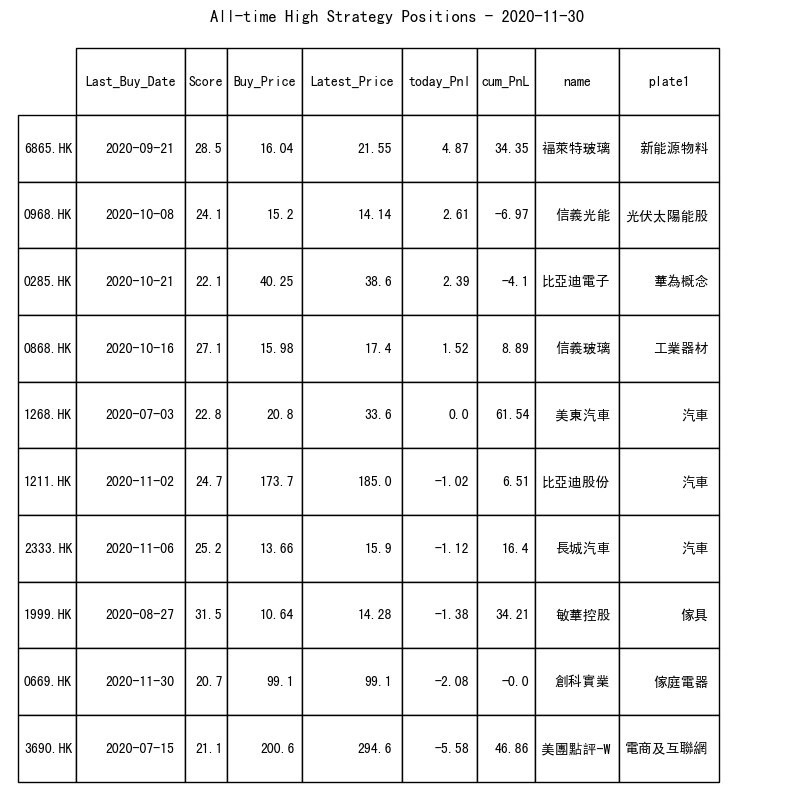 All-time High Strategy Positions - 2020-11-30
Last_Buy_Date Score Buy_Price Latest_Price today_Pnl cum_PnL name plate1
6865.HK 2020-09-21 28.5 16.04 21.55 4.87 34.35 福萊特玻璃 新能源物料
0968.HK 2020-10-08 24.1 15.2 14.14 2.61 -6.97 信義光能 光伏太陽能股
0285.HK 2020-10-21 22.1 40.25 38.6 2.39 -4.1 比亞迪電子 華為概念
0868.HK 2020-10-16 27.1 15.98 17.4 1.52 8.89 信義玻璃 工業器材
1268.HK 2020-07-03 22.8 20.8 33.6 0.0 61.54 美東汽車 汽車
1211.HK 2020-11-02 24.7 173.7 185.0 -1.02 6.51 比亞迪股份 汽車
2333.HK 2020-11-06 25.2 13.66 15.9 -1.12 16.4 長城汽車 汽車
1999.HK 2020-08-27 31.5 10.64 14.28 -1.38 34.21 敏華控股 傢具
0669.HK 2020-11-30 20.7 99.1 99.1 -2.08 -0.0 創科實業 傢庭電器
3690.HK 2020-07-15 21.1 200.6 294.6 -5.58 46.86 美團點評-W 電商及互聯網